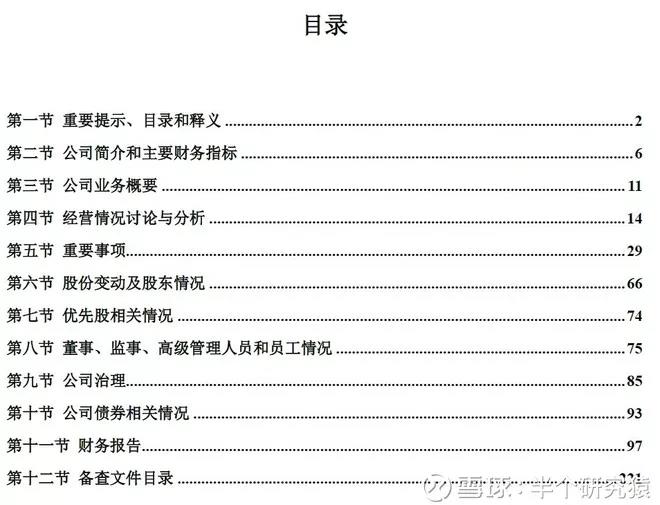 目录
第一节 重要提示、目录和释义 ........ 2
第二节 公司简介和主要财务指标 ........ 6
第三节 公司业务概要 ........ 11
第四节 经营情况讨论与分析 ........ 14
第五节 重要事项 ........ 29
第六节 股份变动及股东情况 ........ 66
第七节 优先股相关情况 ........ 74
第八节 董事、监事、高级管理人员和员工情况 ........ 75
第九节 公司治理 ........ 85
第十节 公司债券相关情况 ........ 93
第十一节 财务报告 ........ 97
第十二节 备查文件目录 ........ 221
雪球:半个研究猿